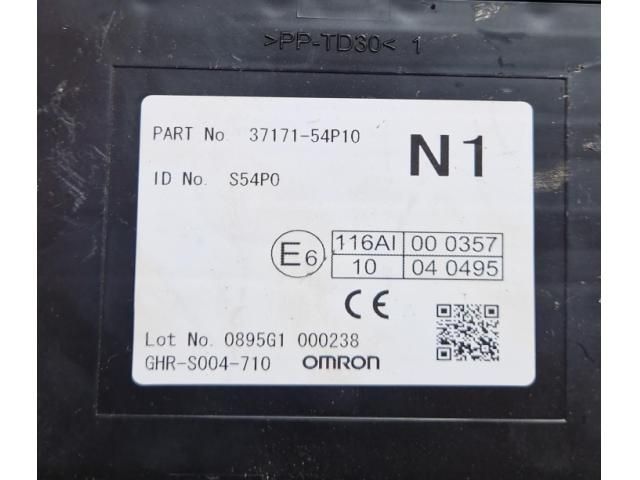 >PP-TD30< 1
PART No. 37171-54P10
N1
ID No. S54P0
E6
116AI 00 0357
10 04 0495
CE
Lot No. 0895G1 000238
GHR-S004-710 OMRON